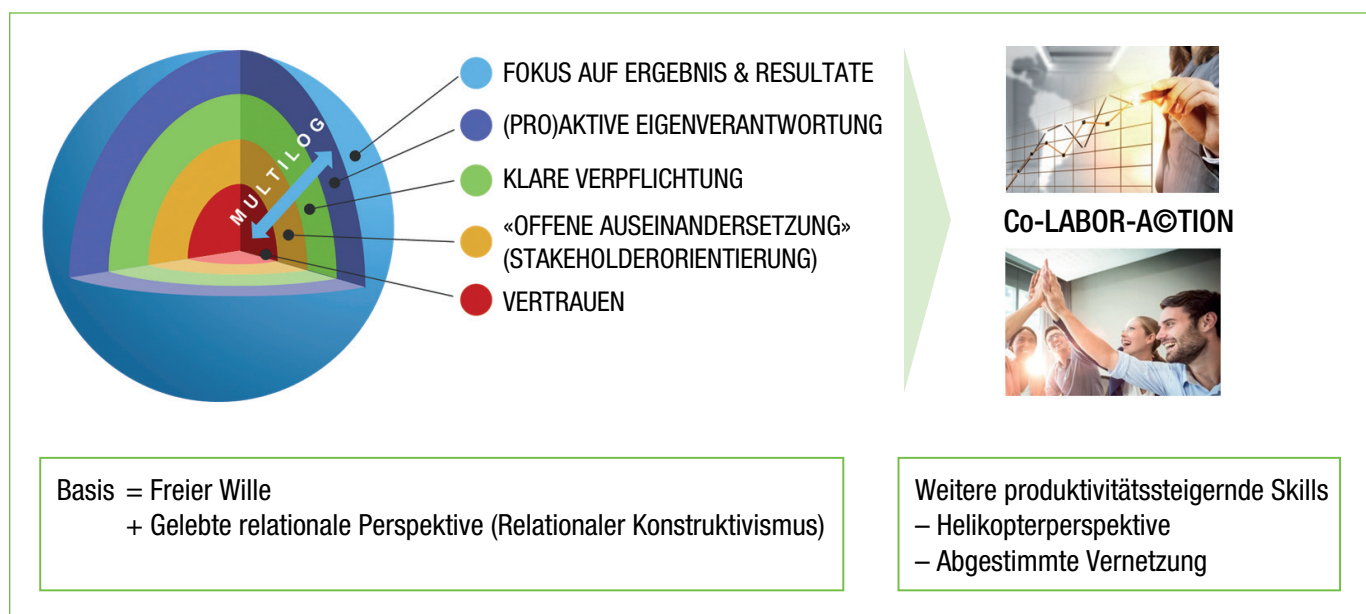 MULTILOG
FOKUS AUF ERGEBNIS & RESULTATE
(PRO)AKTIVE EIGENVERANTWORTUNG
KLARE VERPFLICHTUNG
«OFFENE AUSEINANDERSETZUNG»
(STAKEHOLDERORIENTIERUNG)
VERTRAUEN
Co-LABOR-A©TION
Basis = Freier Wille
+ Gelebte relationale Perspektive (Relationaler Konstruktivismus)
Weitere produktivitätssteigernde Skills
– Helikopterperspektive
– Abgestimmte Vernetzung